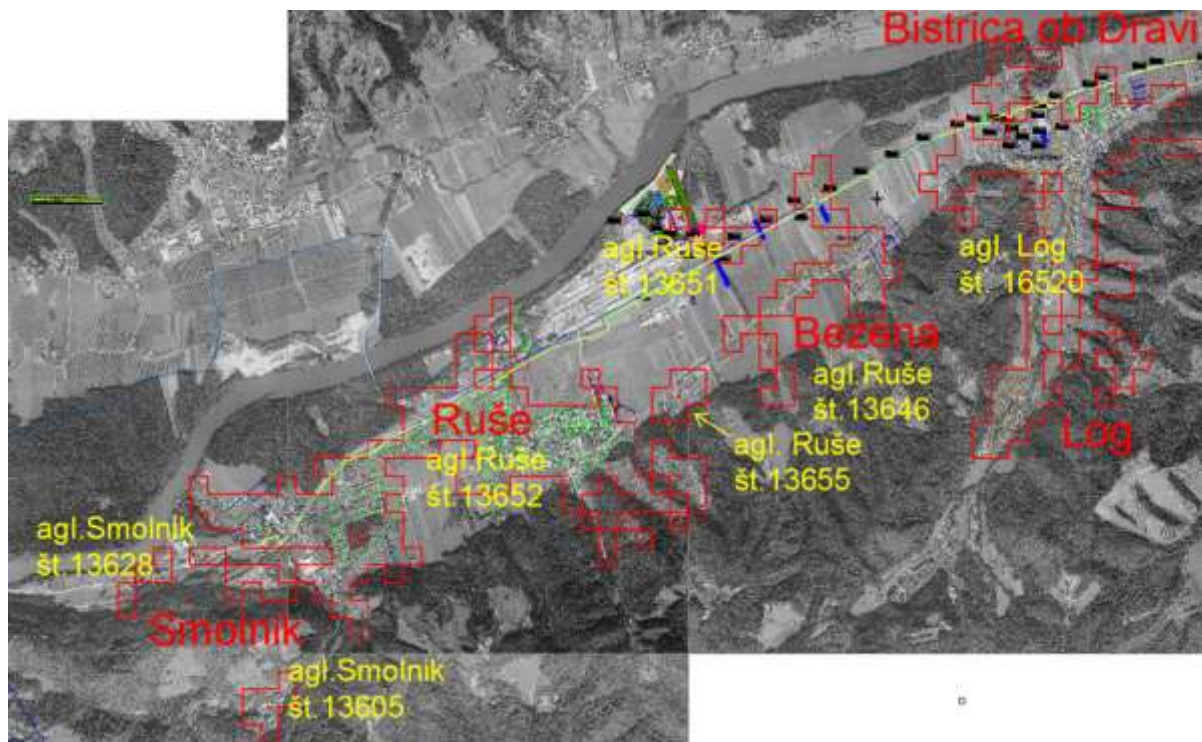 Bistrica ob Dravi
agl.Ruše
št.13651
agl. Log
št. 16520
Bezena
agl.Ruše
št.13646
Ruše
agl.Ruše
št.13652
agl. Ruše
št.13655
Log
agl.Smolnik
št.13628
Smolnik
agl.Smolnik
št.13605